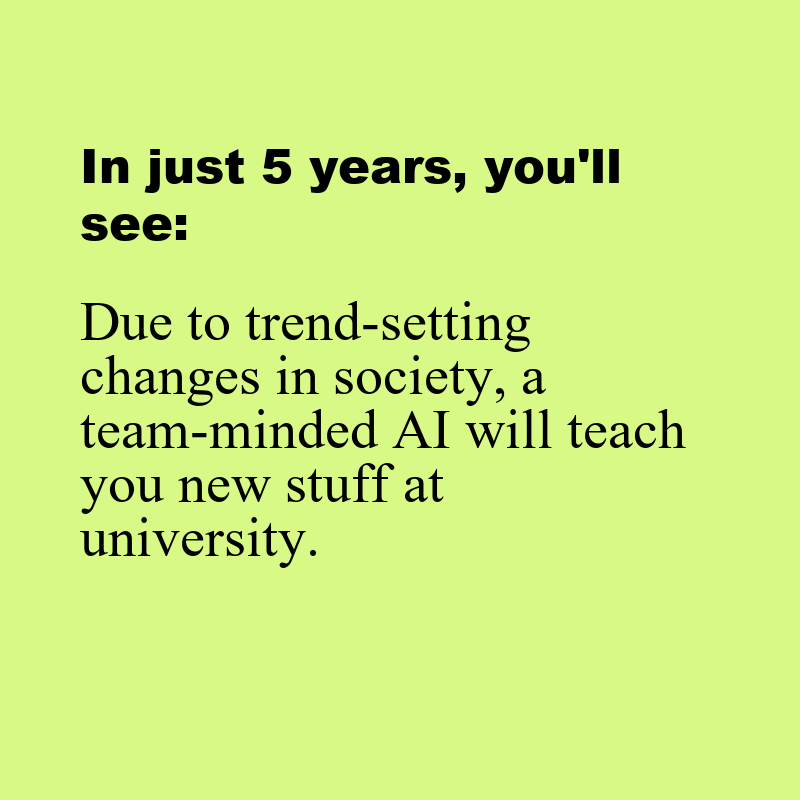 In just 5 years, you'll
see:
Due to trend-setting
changes in society, a
team-minded AI will teach
you new stuff at
university.